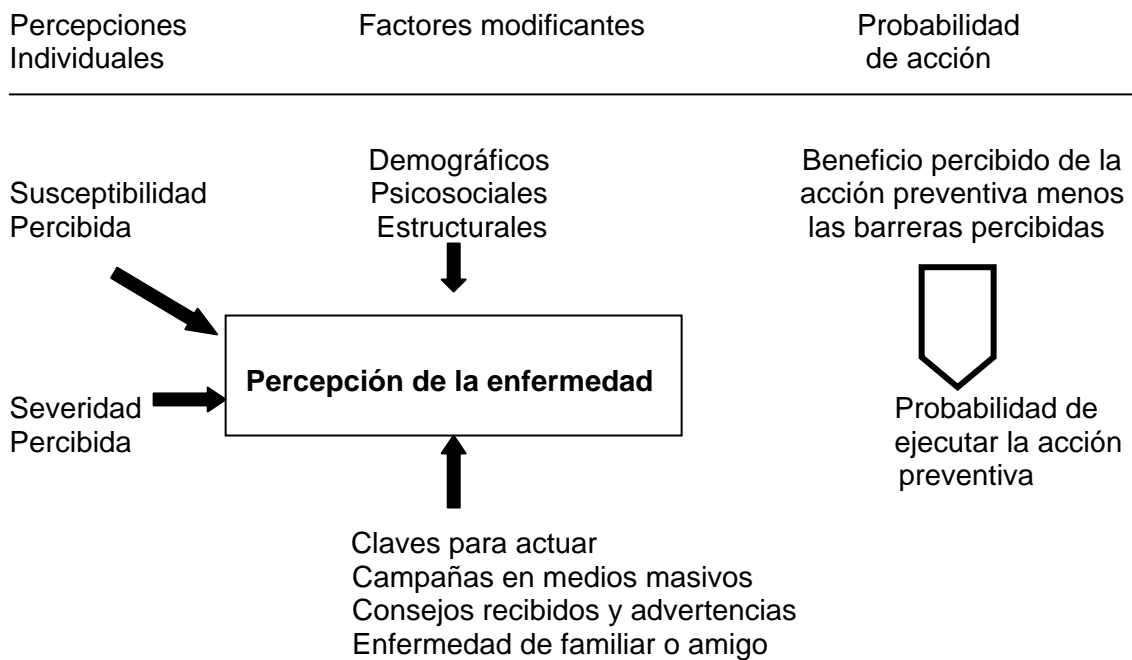 Percepciones
Individuales
Factores modificantes
Probabilidad
de acción
Susceptibilidad
Percibida
Demográficos
Psicosociales
Estructurales
Beneficio percibido de la
acción preventiva menos
las barreras percibidas
Percepción de la enfermedad
Severidad
Percibida
Probabilidad de
ejecutar la acción
preventiva
Claves para actuar
Campañas en medios masivos
Consejos recibidos y advertencias
Enfermedad de familiar o amigo